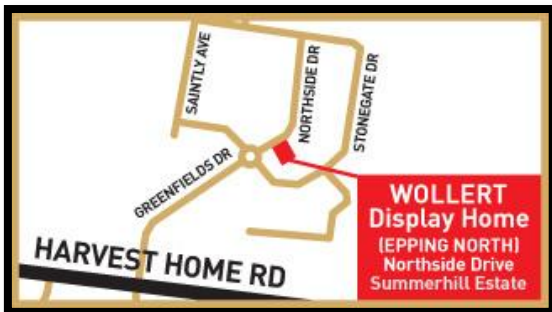 SAINTLY AVE
NORTHSIDE DR
STONEGATE DR
GREENFIELDS DR
HARVEST HOME RD
WOLLERT
Display Home
(EPPING NORTH)
Northside Drive
Summerhill Estate